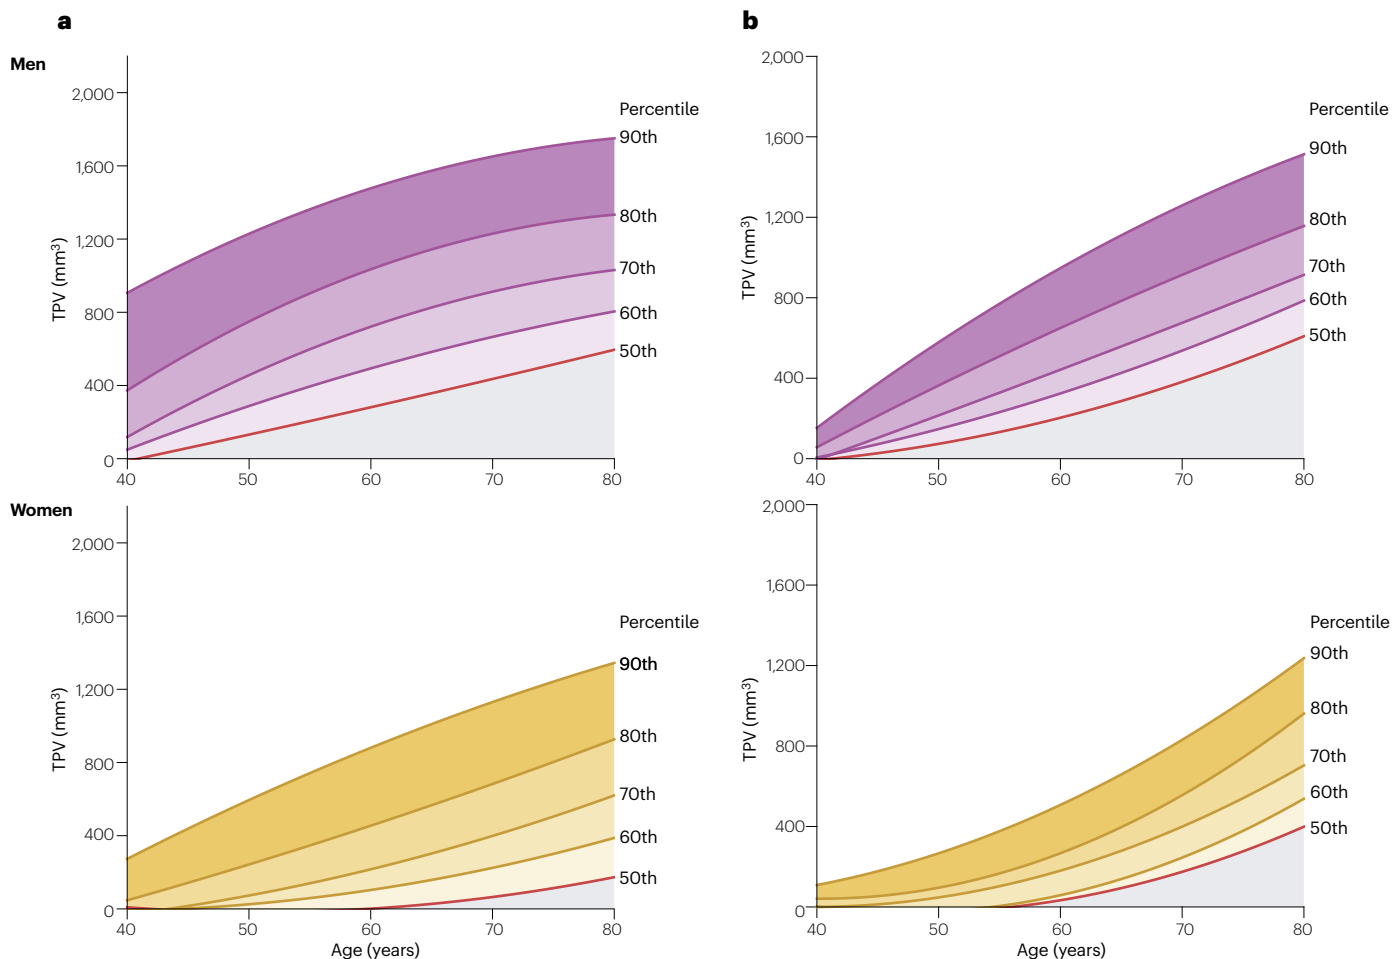 a
Men
TPV (mm³)
2,000
1,600
1,200
800
400
0
40 50 60 70 80
Percentile
90th
80th
70th
60th
50th
b
TPV (mm³)
2,000
1,600
1,200
800
400
0
40 50 60 70 80
Percentile
90th
80th
70th
60th
50th
Women
TPV (mm³)
2,000
1,600
1,200
800
400
0
40 50 60 70 80
Age (years)
Percentile
90th
80th
70th
60th
50th
TPV (mm³)
2,000
1,600
1,200
800
400
0
40 50 60 70 80
Age (years)
Percentile
90th
80th
70th
60th
50th